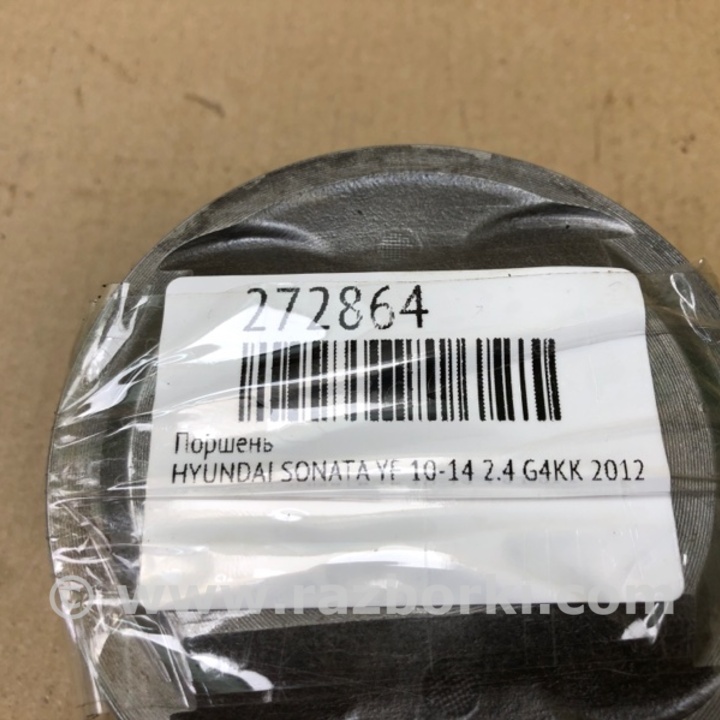 272864
Поршень
HYUNDAI SONATA YF 10-14 2.4 G4KK 2012
© www.razborki.com